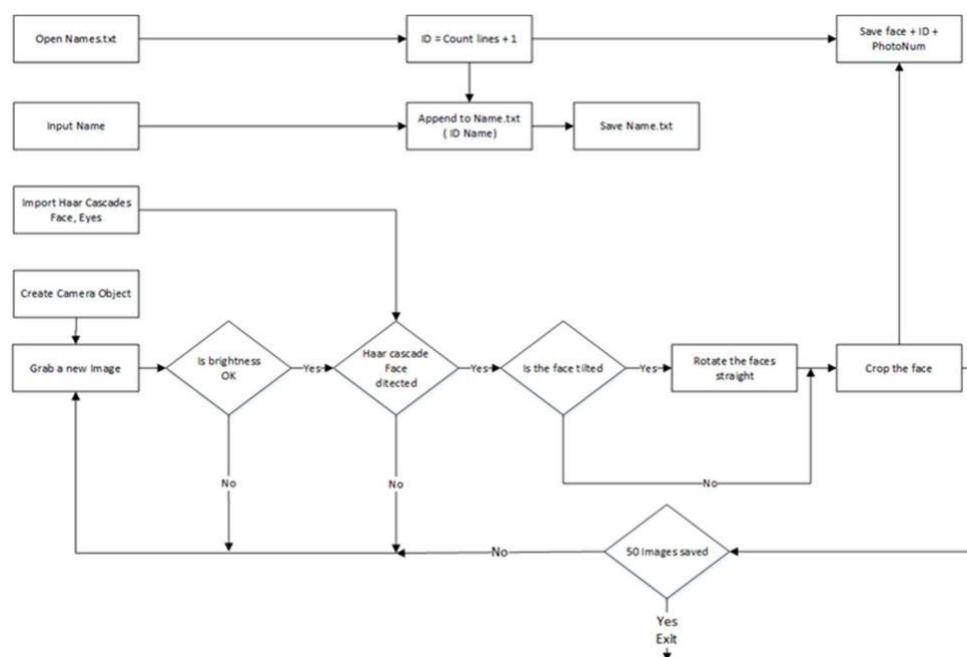 Open Names.txt
ID = Count lines + 1
Save face + ID +
PhotoNum
Input Name
Append to Name.txt
( ID Name)
Save Name.txt
Import Haar Cascades
Face, Eyes
Create Camera Object
Grab a new Image
Is brightness
OK
Yes
Haar cascade
Face
ditected
Yes
Is the face tilted
Yes
Rotate the faces
straight
Crop the face
No
No
No
50 Images saved
No
Yes
Exit